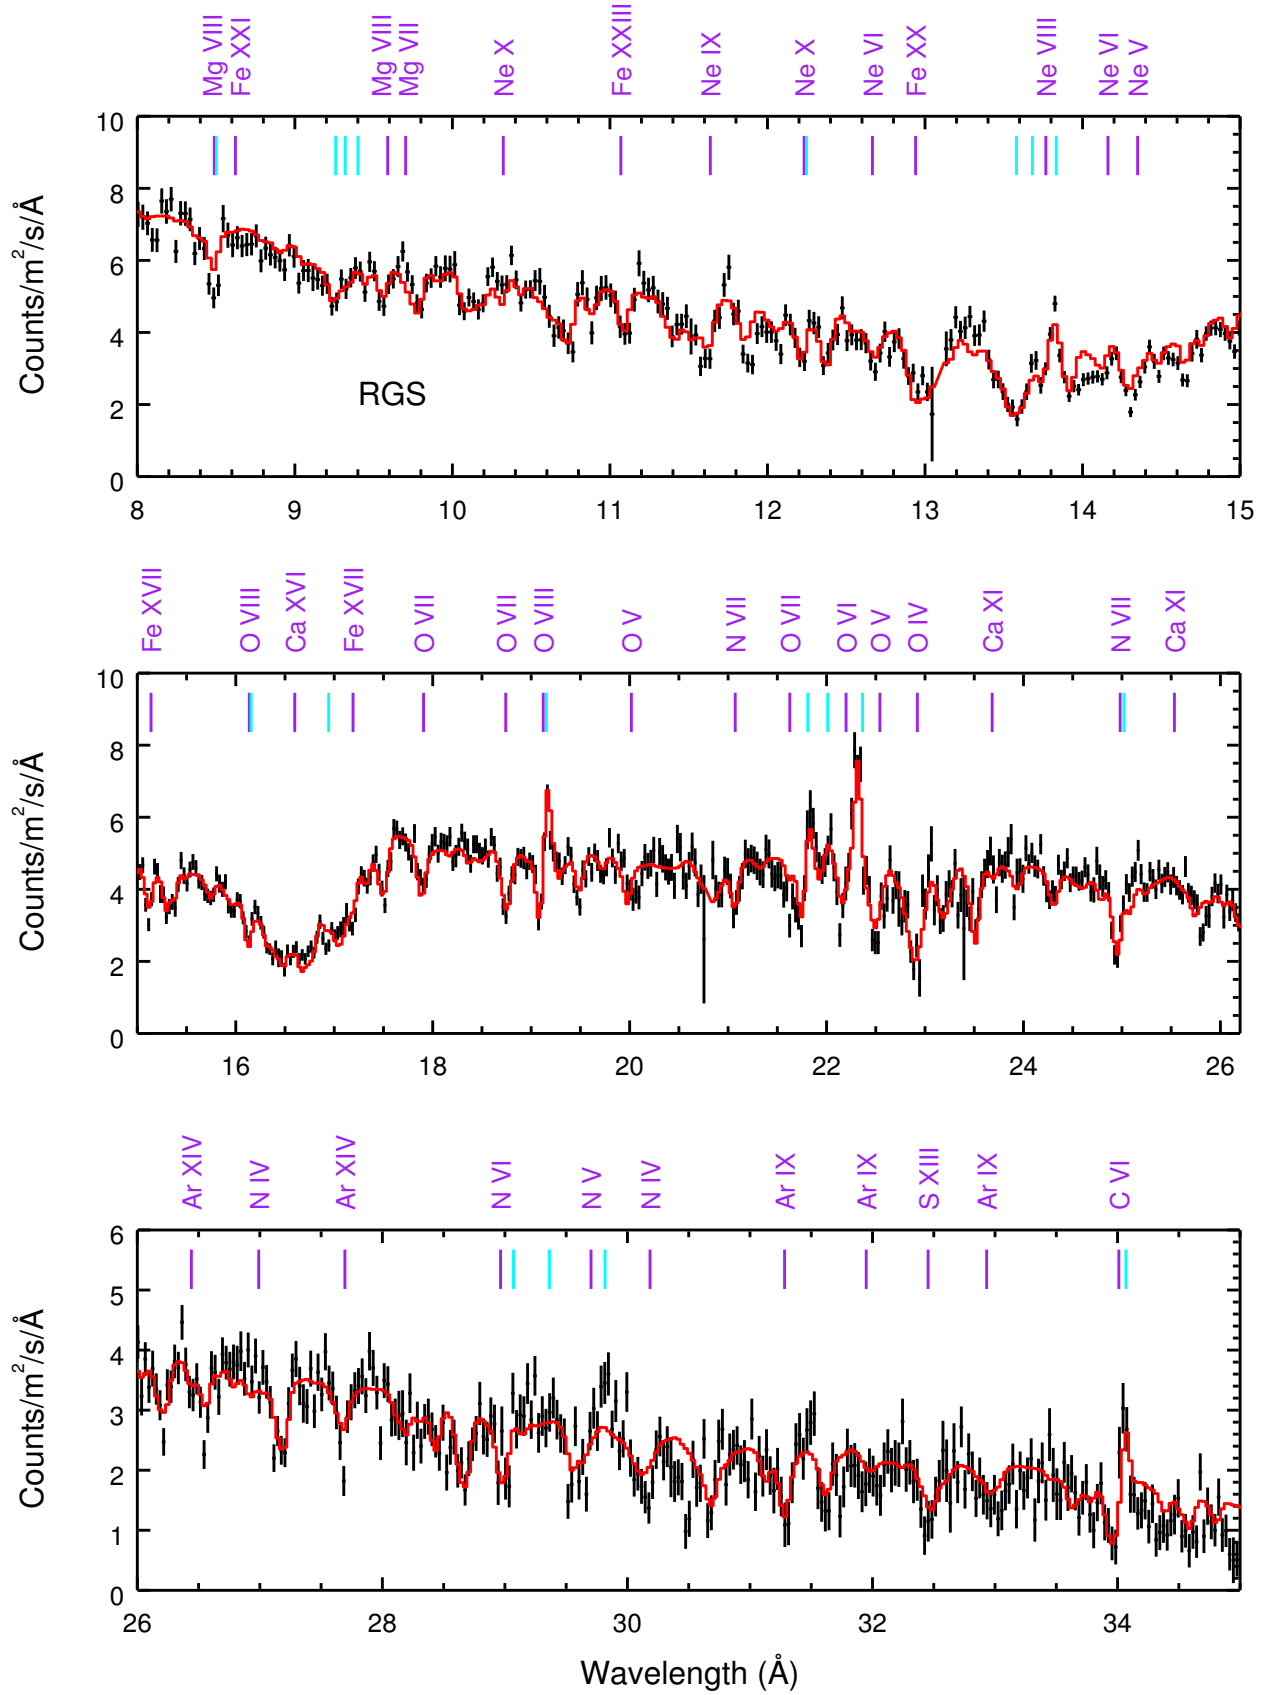 Mg VIII Fe XXI Mg VIII Mg VII Ne X Fe XXIII Ne IX Ne X Ne VI Fe XX Ne VIII Ne VI Ne V
10
8
6
4
2
0
Counts/m²/s/Å
RGS
8 9 10 11 12 13 14 15
Fe XVII O VIII Ca XVI Fe XVII O VII O VII O VIII O V N VII O VII O VI O V O IV Ca XI N VII Ca XI
10
8
6
4
2
0
Counts/m²/s/Å
16 18 20 22 24 26
Ar XIV N IV Ar XIV N VI N V N IV Ar IX Ar IX S XIII Ar IX C VI
6
5
4
3
2
1
0
Counts/m²/s/Å
26 28 30 32 34
Wavelength (Å)